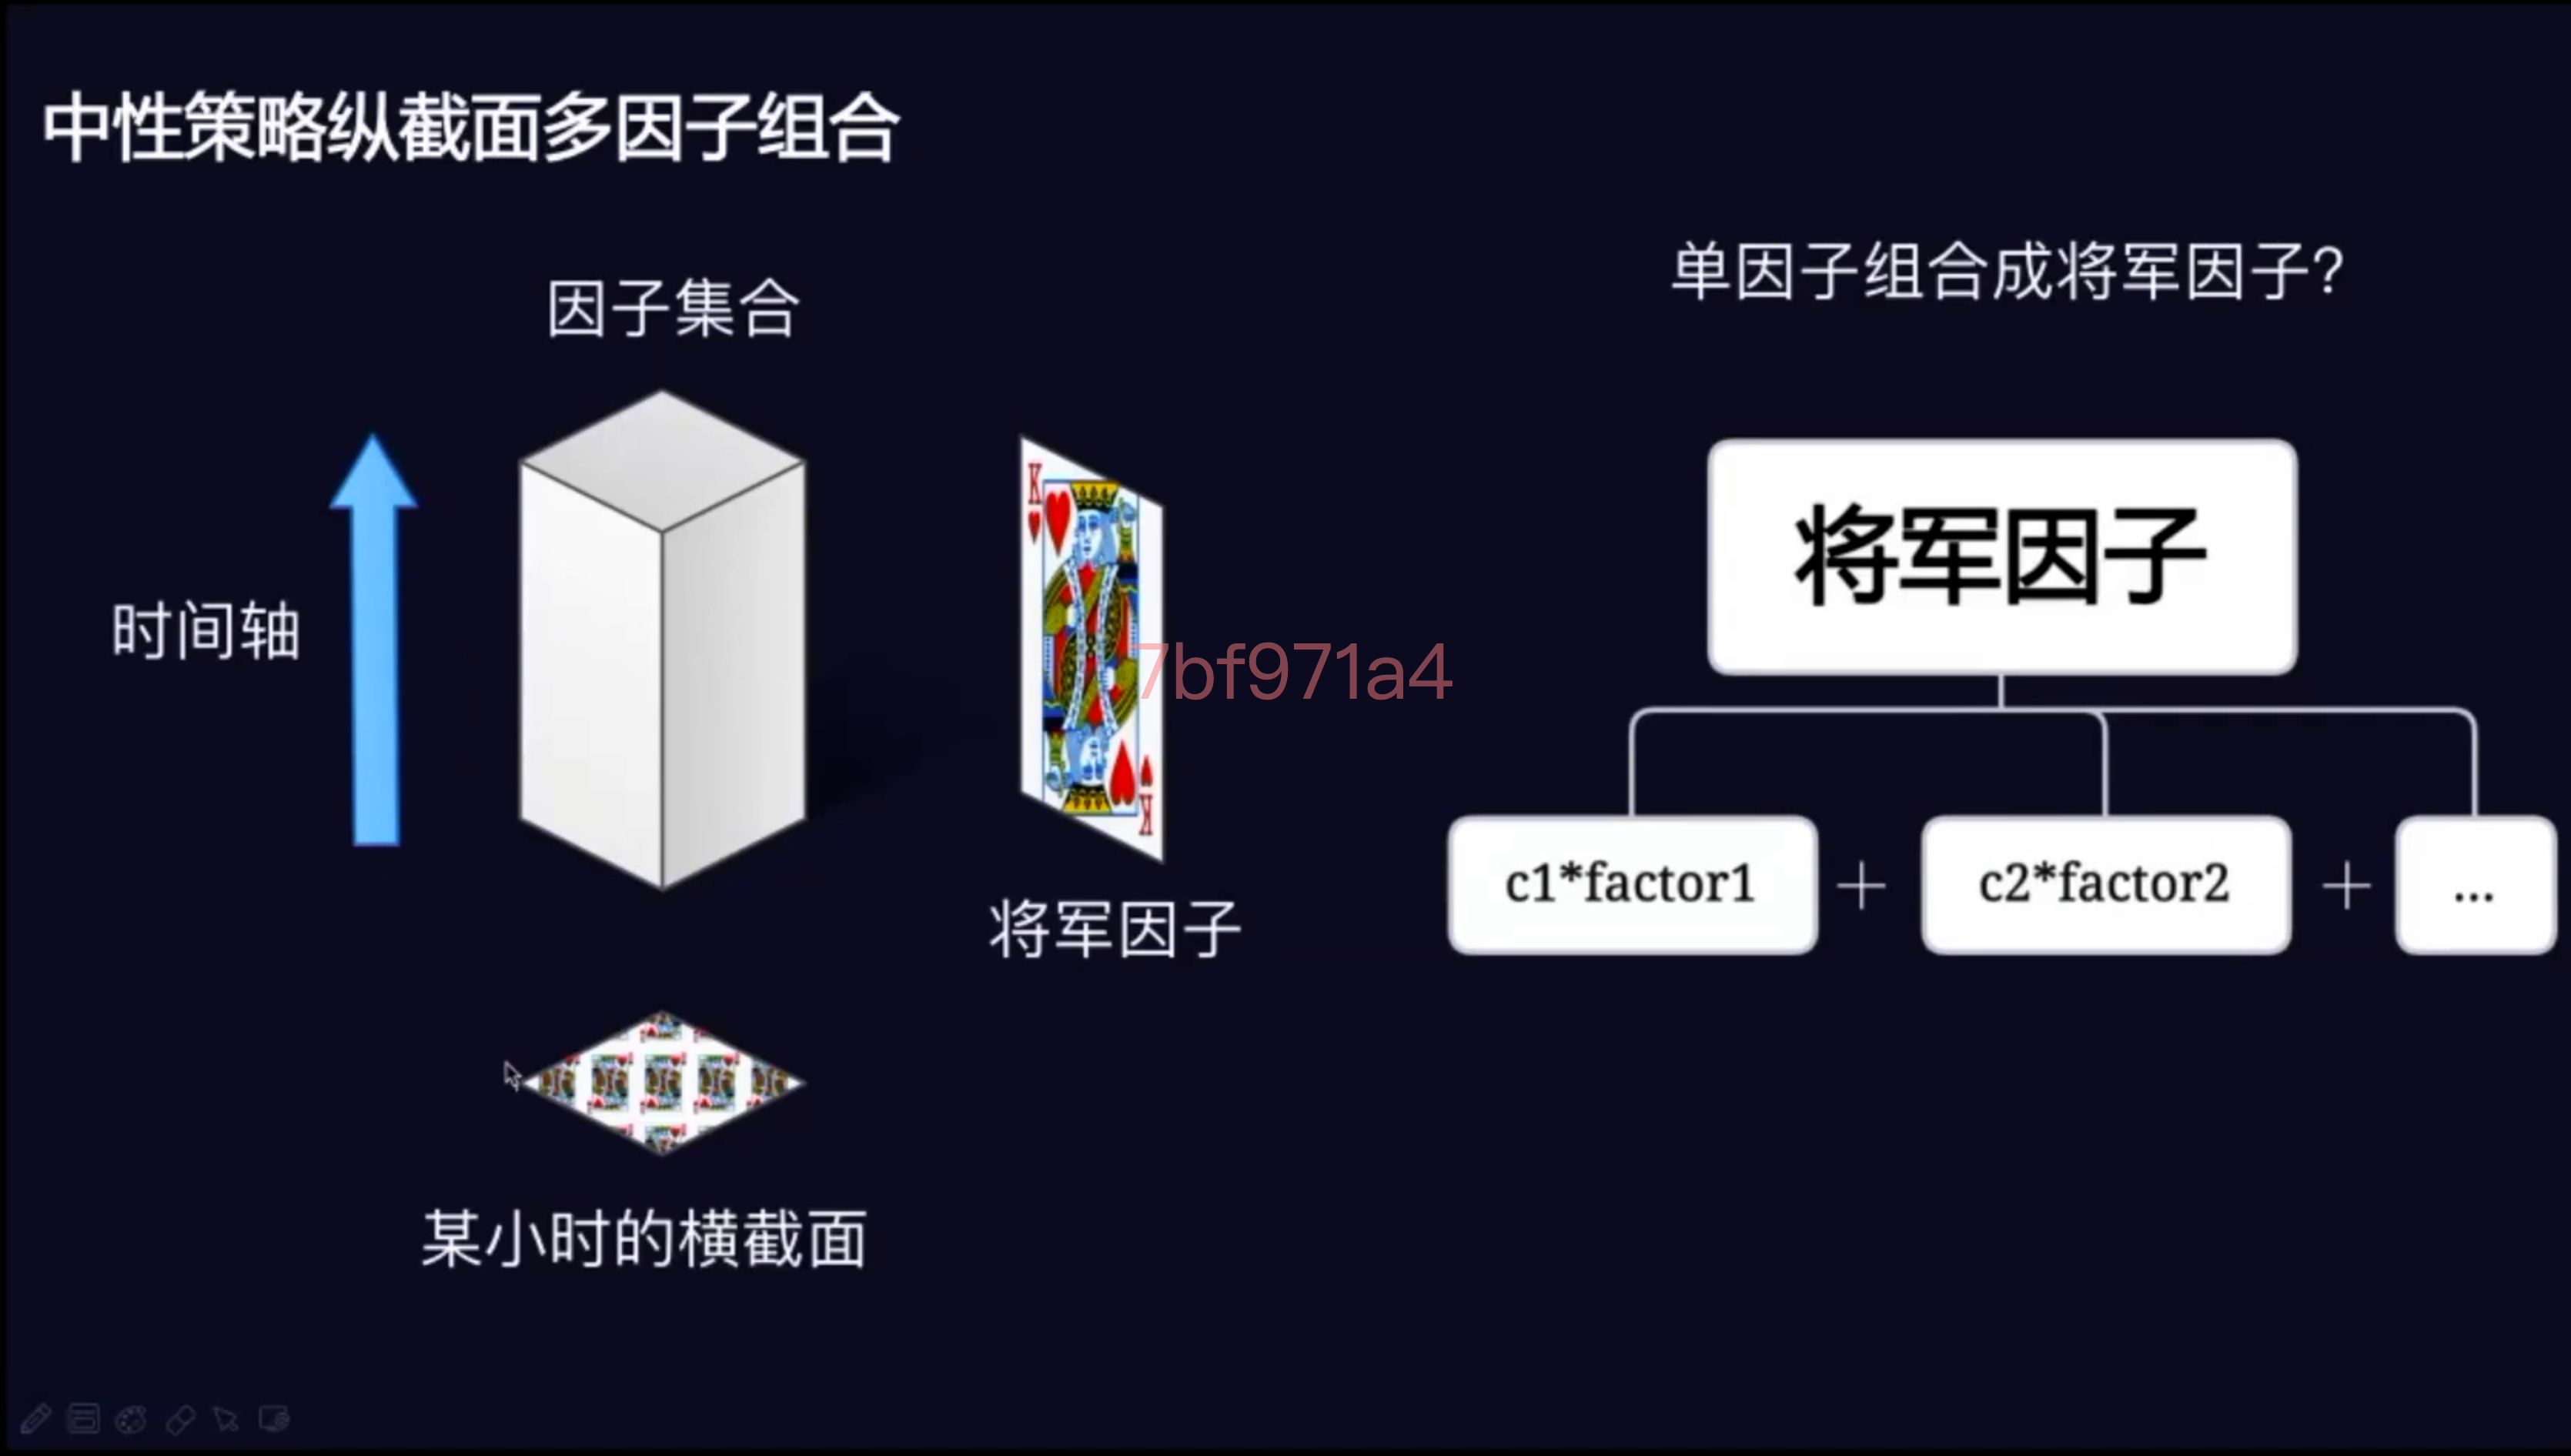 中性策略纵截面多因子组合
单因子组合成将军因子?
因子集合
将军因子
时间轴
K
K
7bf971a4
c1*factor1 + c2*factor2 + ...
将军因子
某小时的横截面